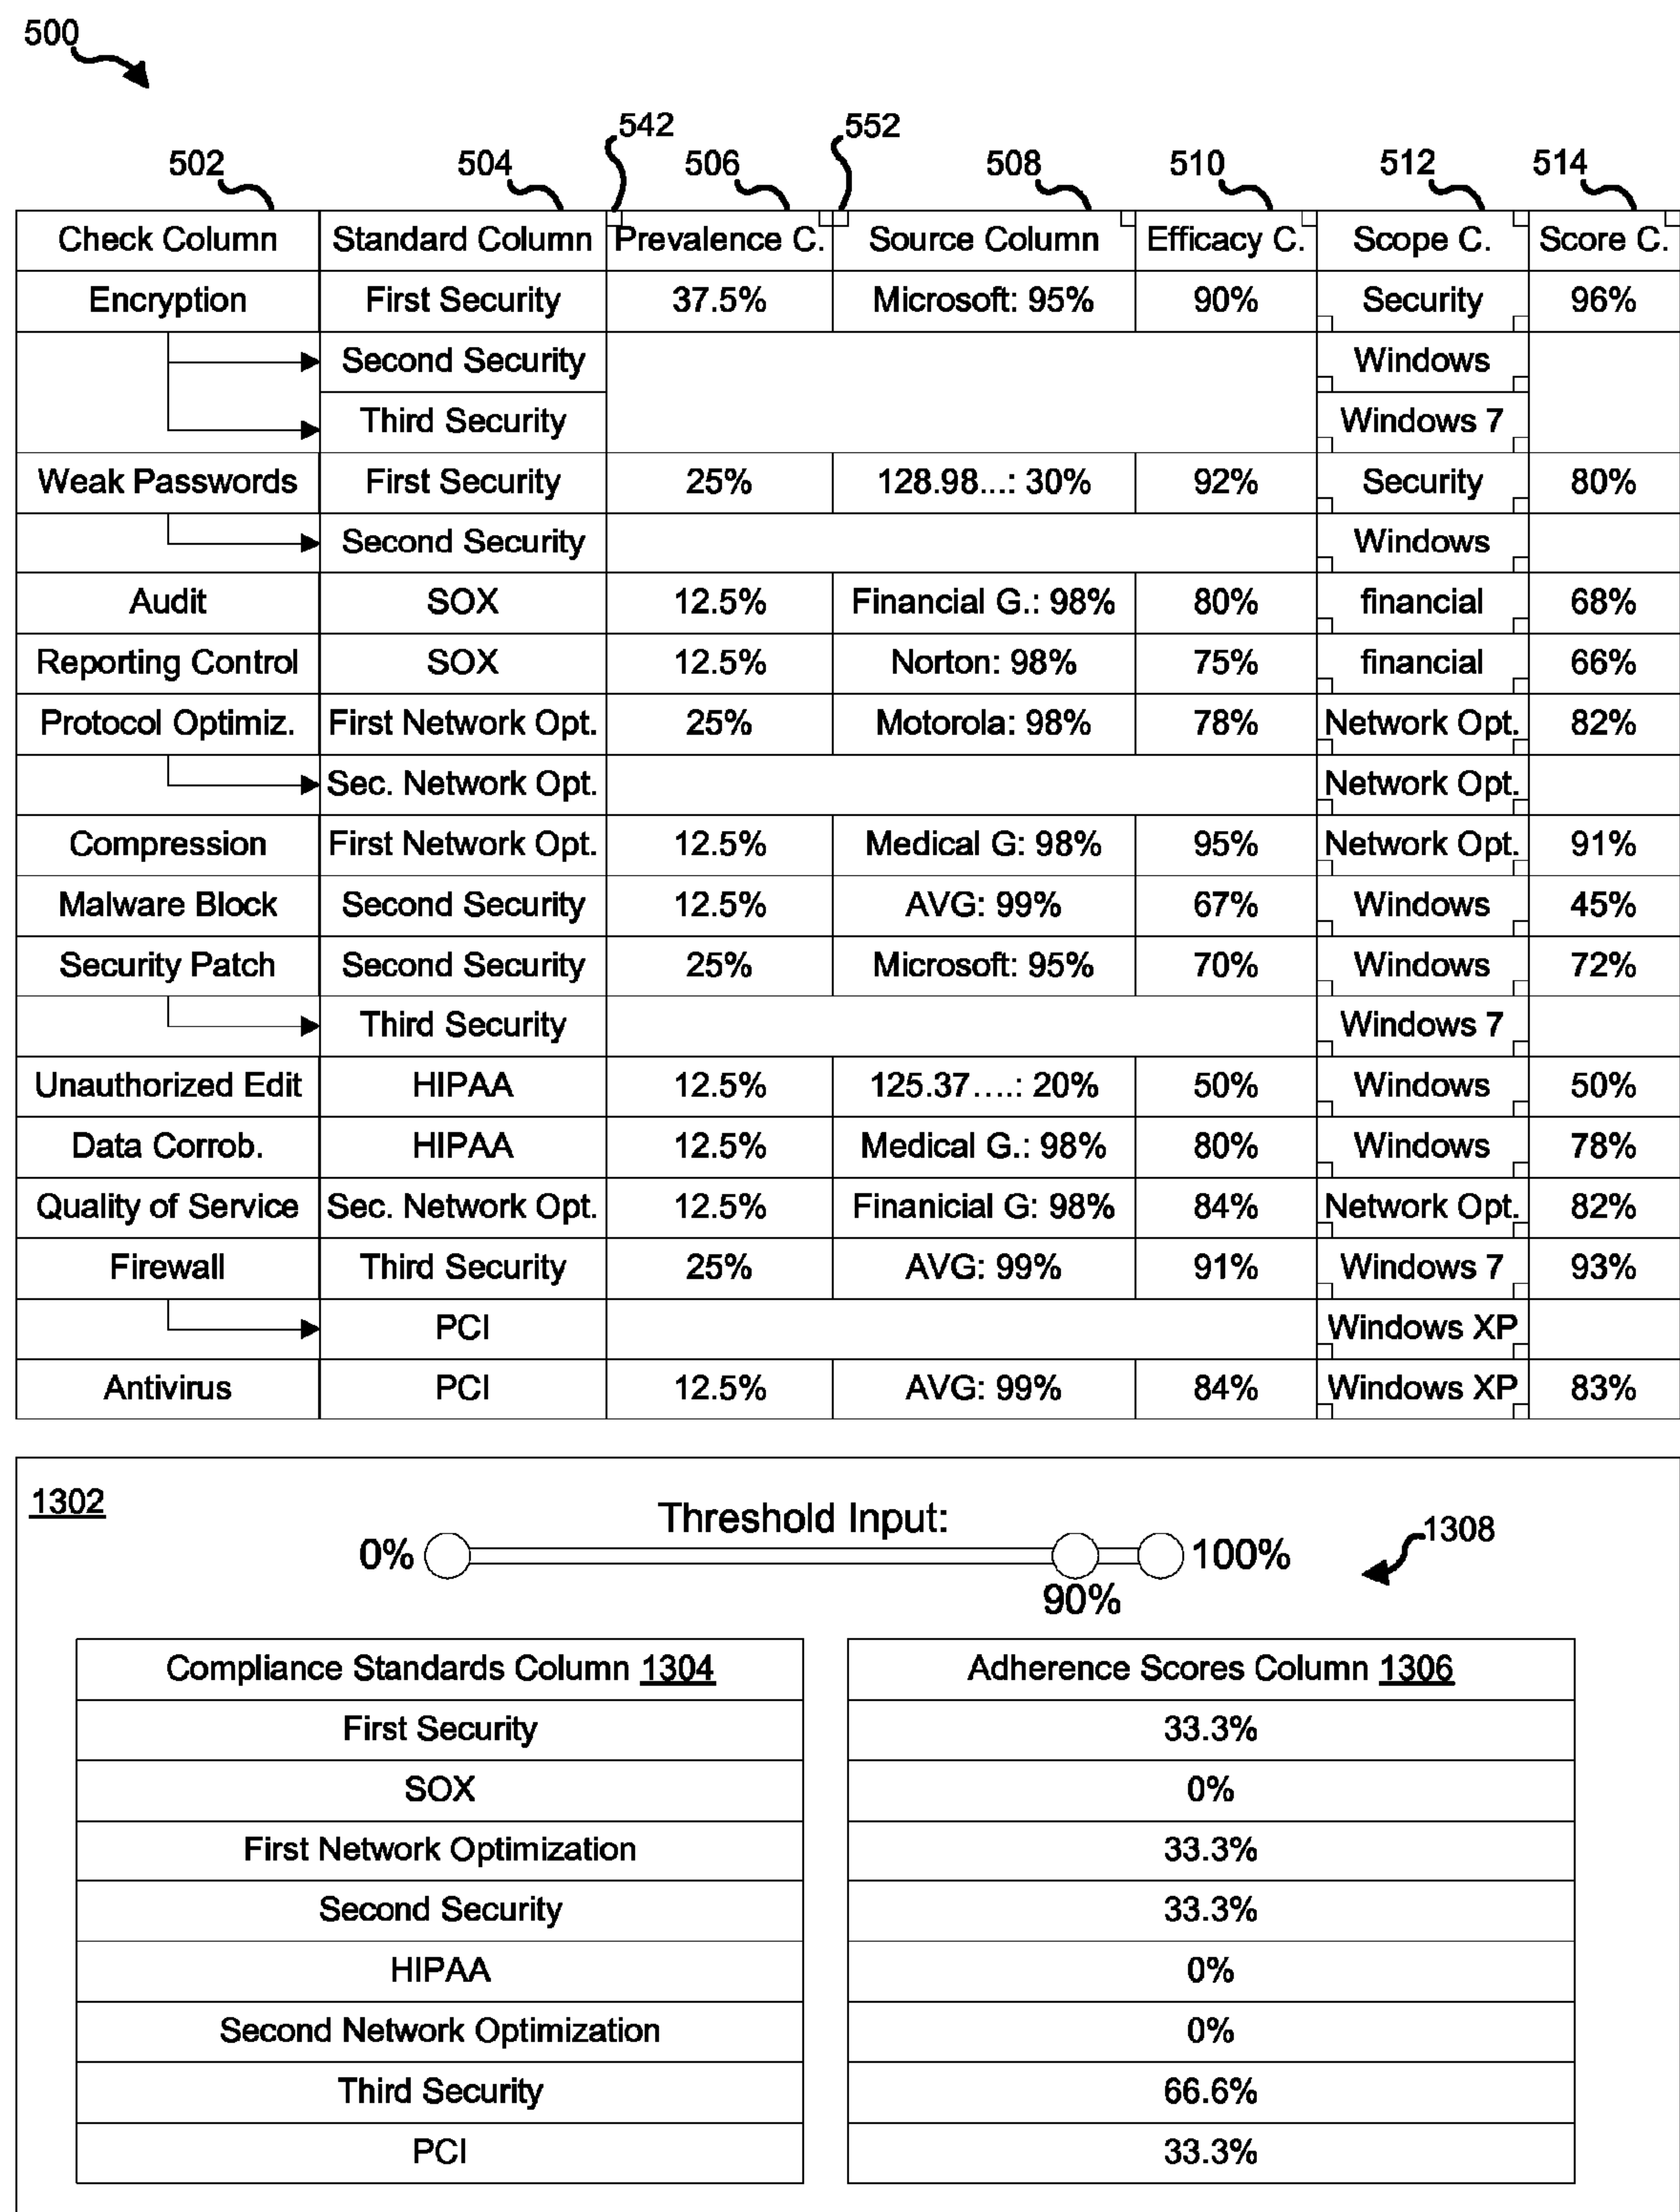 500
542 552
502 504 506 508 510 512 514
Check Column Standard Column Prevalence C. Source Column Efficacy C. Scope C. Score C.
Encryption First Security 37.5% Microsoft: 95% 90% Security 96%
Second Security Windows
Third Security Windows 7
Weak Passwords First Security 25% 128.98...: 30% 92% Security 80%
Second Security Windows
Audit SOX 12.5% Financial G.: 98% 80% financial 68%
Reporting Control SOX 12.5% Norton: 98% 75% financial 66%
Protocol Optimiz. First Network Opt. 25% Motorola: 98% 78% Network Opt. 82%
Sec. Network Opt. Network Opt.
Compression First Network Opt. 12.5% Medical G: 98% 95% Network Opt. 91%
Malware Block Second Security 12.5% AVG: 99% 67% Windows 45%
Security Patch Second Security 25% Microsoft: 95% 70% Windows 72%
Third Security Windows 7
Unauthorized Edit HIPAA 12.5% 125.37....: 20% 50% Windows 50%
Data Corrob. HIPAA 12.5% Medical G.: 98% 80% Windows 78%
Quality of Service Sec. Network Opt. 12.5% Finanicial G: 98% 84% Network Opt. 82%
Firewall Third Security 25% AVG: 99% 91% Windows 7 93%
PCI Windows XP
Antivirus PCI 12.5% AVG: 99% 84% Windows XP 83%
1302
Threshold Input:
0% 100% 1308
90%
Compliance Standards Column 1304 Adherence Scores Column 1306
First Security 33.3%
SOX 0%
First Network Optimization 33.3%
Second Security 33.3%
HIPAA 0%
Second Network Optimization 0%
Third Security 66.6%
PCI 33.3%